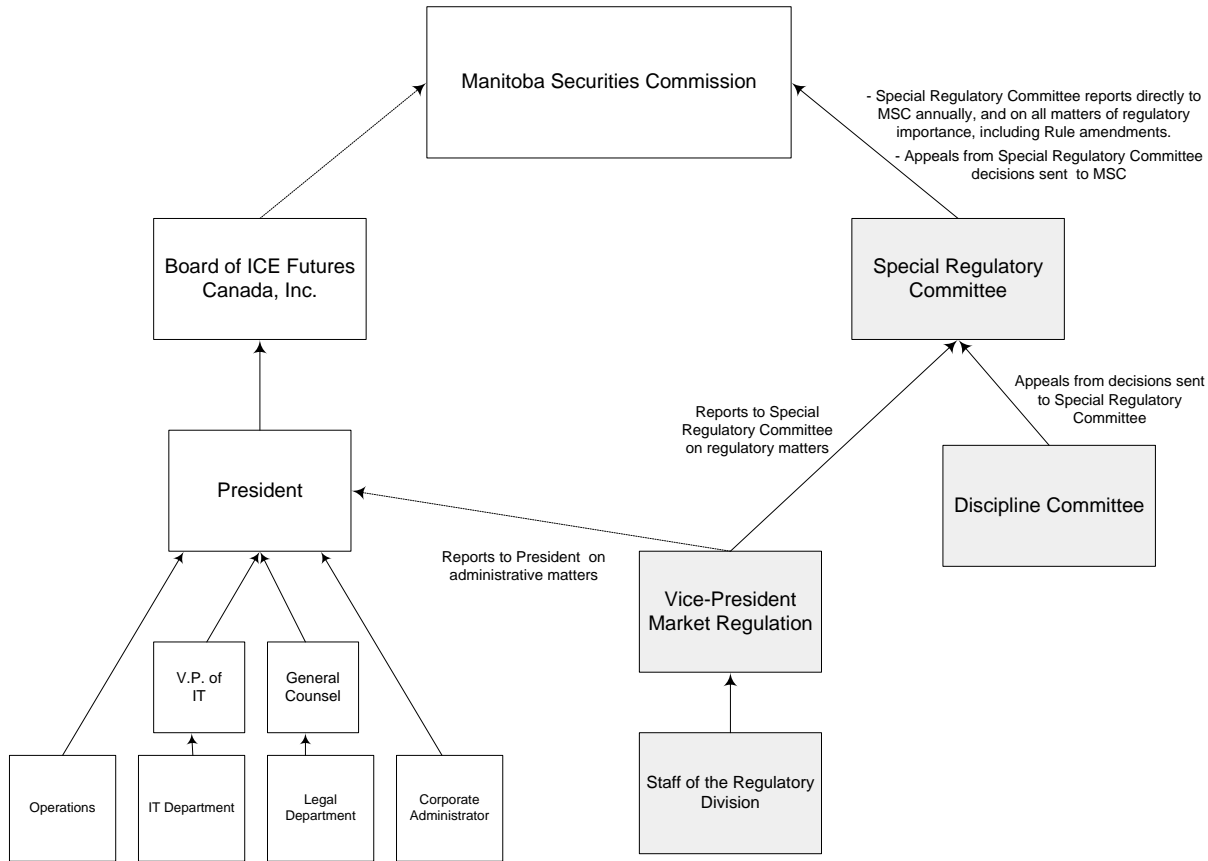 Manitoba Securities Commission
- Special Regulatory Committee reports directly to
MSC annually, and on all matters of regulatory
importance, including Rule amendments.
- Appeals from Special Regulatory Committee
decisions sent to MSC
Board of ICE Futures
Canada, Inc.
Special Regulatory
Committee
Appeals from decisions sent
to Special Regulatory
Committee
Reports to Special
Regulatory Committee
on regulatory matters
President
Discipline Committee
Reports to President on
administrative matters
Vice-President
Market Regulation
V.P. of
IT
General
Counsel
Operations
IT Department
Legal
Department
Corporate
Administrator
Staff of the Regulatory
Division